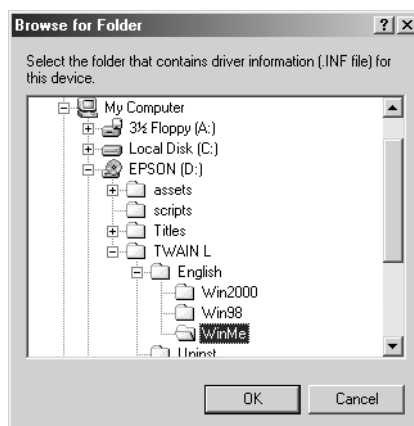 Browse for Folder
Select the folder that contains driver information (.INF file) for
this device.
My Computer
3½ Floppy (A:)
Local Disk (C:)
EPSON (D:)
assets
scripts
Titles
TWAIN L
English
Win2000
Win98
WinMe
Uninst
OK Cancel